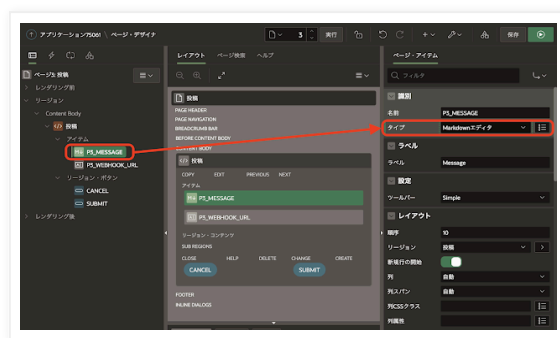 アプリケーション75061 \ ページ・デザイナ
3
実行
保存
ページ5: 投稿
レンダリング前
リージョン
Content Body
投稿
アイテム
P5_MESSAGE
P5_WEBHOOK_URL
リージョン・ボタン
CANCEL
SUBMIT
レンダリング後
レイアウト
ページ検索
ヘルプ
投稿
PAGE HEADER
PAGE NAVIGATION
BREADCRUMB BAR
BEFORE CONTENT BODY
CONTENT BODY
投稿
COPY
EDIT
PREVIOUS
NEXT
アイテム
P5_MESSAGE
P5_WEBHOOK_URL
リージョン・コンテンツ
SUB REGIONS
CLOSE
HELP
DELETE
CHANGE
CREATE
CANCEL
SUBMIT
FOOTER
INLINE DIALOGS
ページ・アイテム
フィルタ
識別
名前
P5_MESSAGE
タイプ
Markdownエディタ
ラベル
ラベル
Message
設定
ツールバー
Simple
レイアウト
順序
10
リージョン
投稿
新規行の開始
列
自動
列スパン
自動
列CSSクラス
列属性